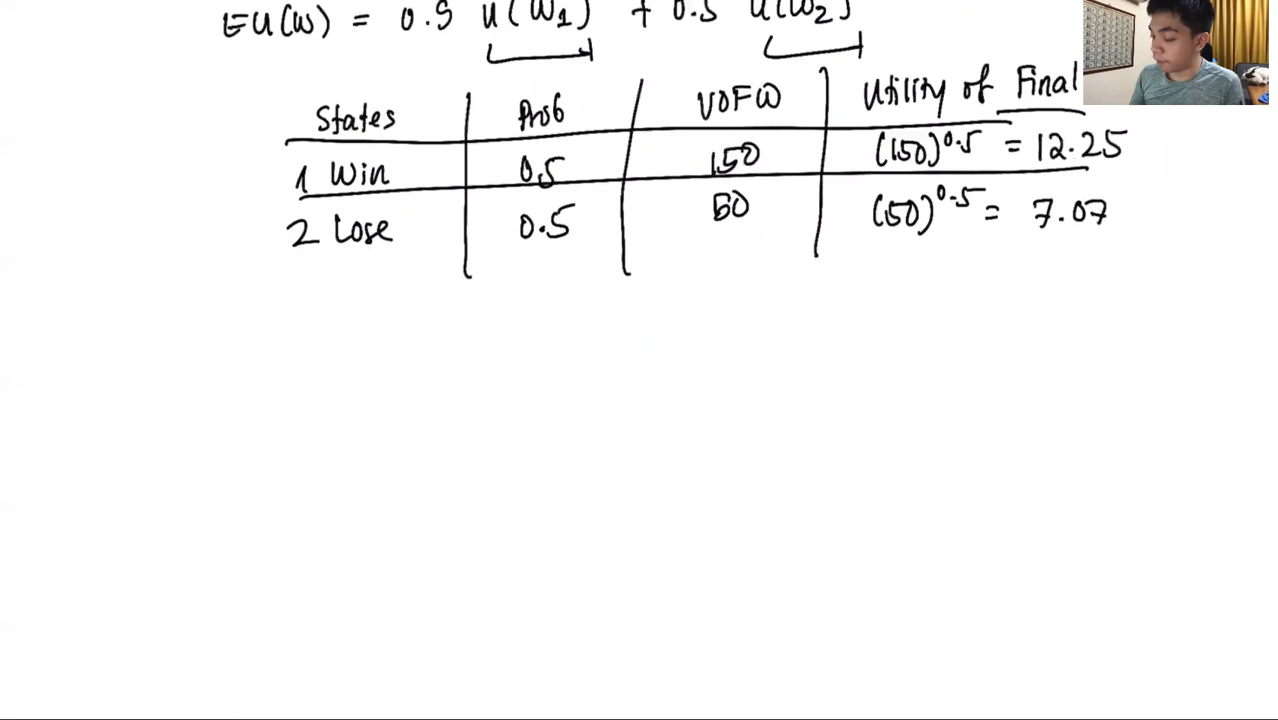 EU(W) = 0.5 u(W1) + 0.5 u(W2)
States Prob VOFW Utility of Final
1 Win 0.5 150 (150)^0.5 = 12.25
2 Lose 0.5 50 (50)^0.5 = 7.07